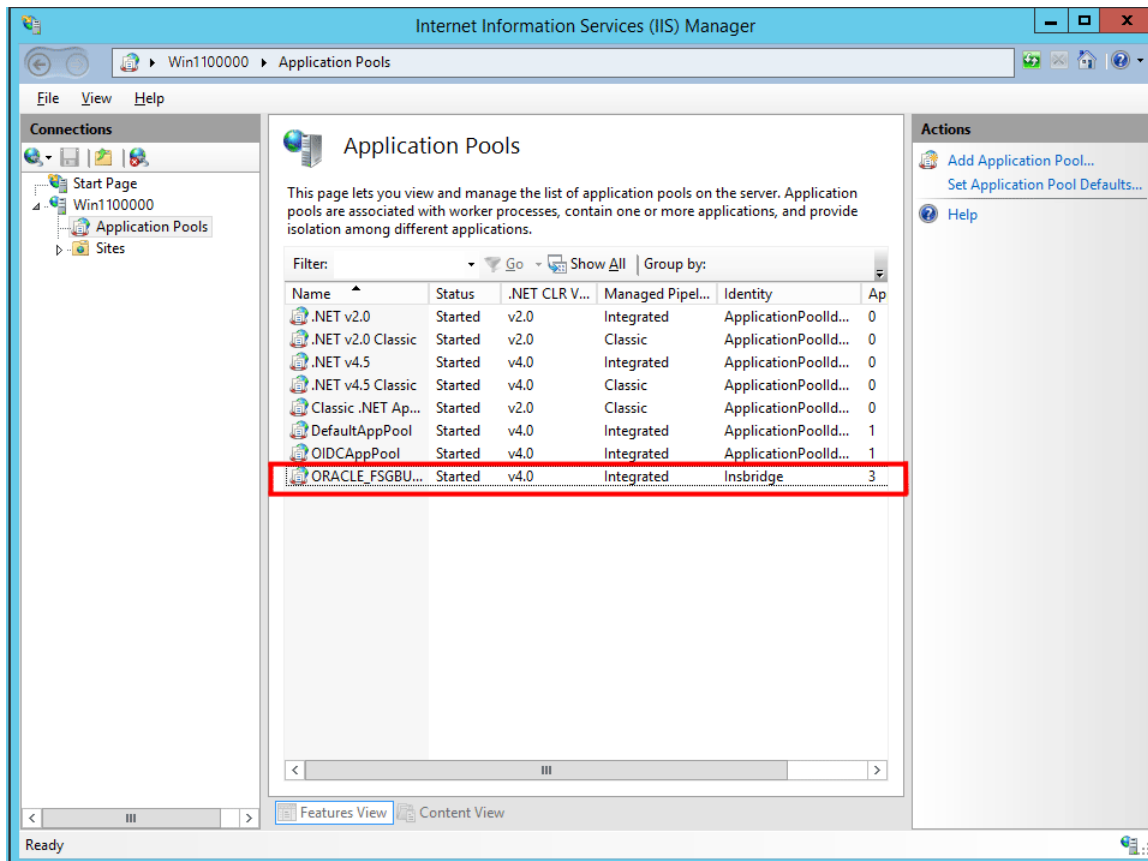 Internet Information Services (IIS) Manager
Win1100000 Application Pools
File View Help
Connections
Start Page
Win1100000
Application Pools
Sites
Application Pools
This page lets you view and manage the list of application pools on the server. Application
pools are associated with worker processes, contain one or more applications, and provide
isolation among different applications.
Filter: Go Show All Group by:
Name Status .NET CLR V... Managed Pipel... Identity Ap
.NET v2.0 Started v2.0 Integrated ApplicationPoolId... 0
.NET v2.0 Classic Started v2.0 Classic ApplicationPoolId... 0
.NET v4.5 Started v4.0 Integrated ApplicationPoolId... 0
.NET v4.5 Classic Started v4.0 Classic ApplicationPoolId... 0
Classic .NET Ap... Started v2.0 Classic ApplicationPoolId... 0
DefaultAppPool Started v4.0 Integrated ApplicationPoolId... 1
OIDCAppPool Started v4.0 Integrated ApplicationPoolId... 1
ORACLE_FSGBU... Started v4.0 Integrated Insbridge 3
Features View Content View
Actions
Add Application Pool...
Set Application Pool Defaults...
Help
Ready